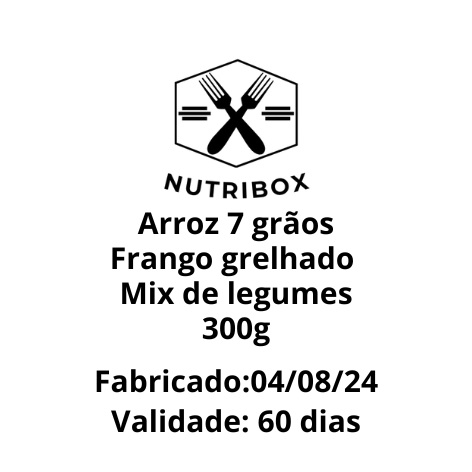 NUTRIBOX
Arroz 7 grãos
Frango grelhado
Mix de legumes
300g
Fabricado:04/08/24
Validade: 60 dias